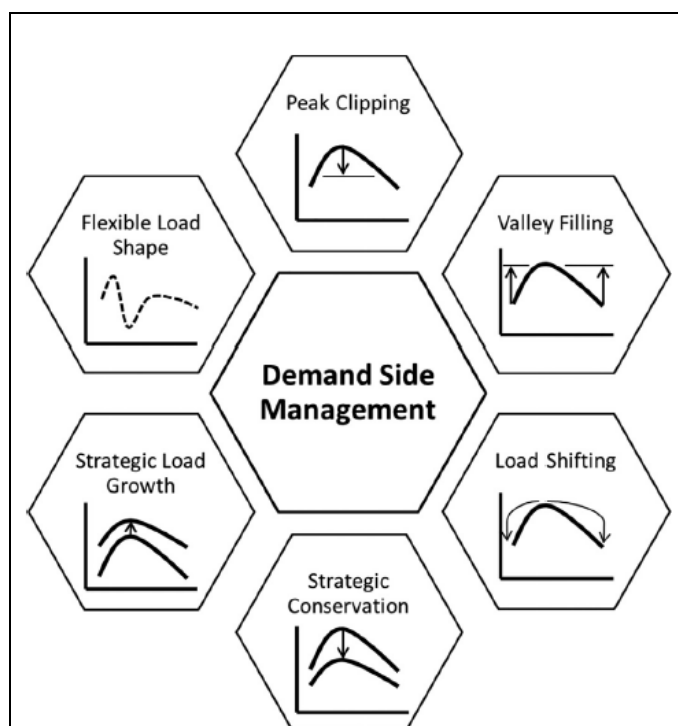 Peak Clipping
Flexible Load
Shape
Valley Filling
Demand Side
Management
Strategic Load
Growth
Load Shifting
Strategic
Conservation